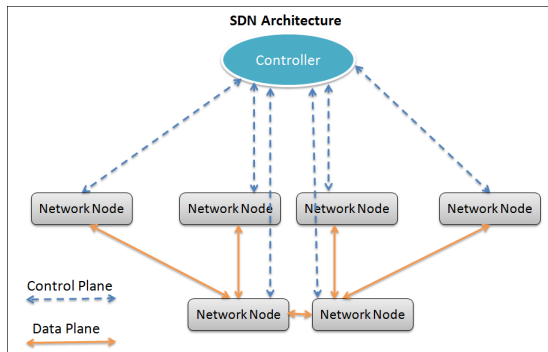 SDN Architecture
Controller
Network Node
Network Node
Network Node
Network Node
Control Plane
Network Node
Network Node
Data Plane